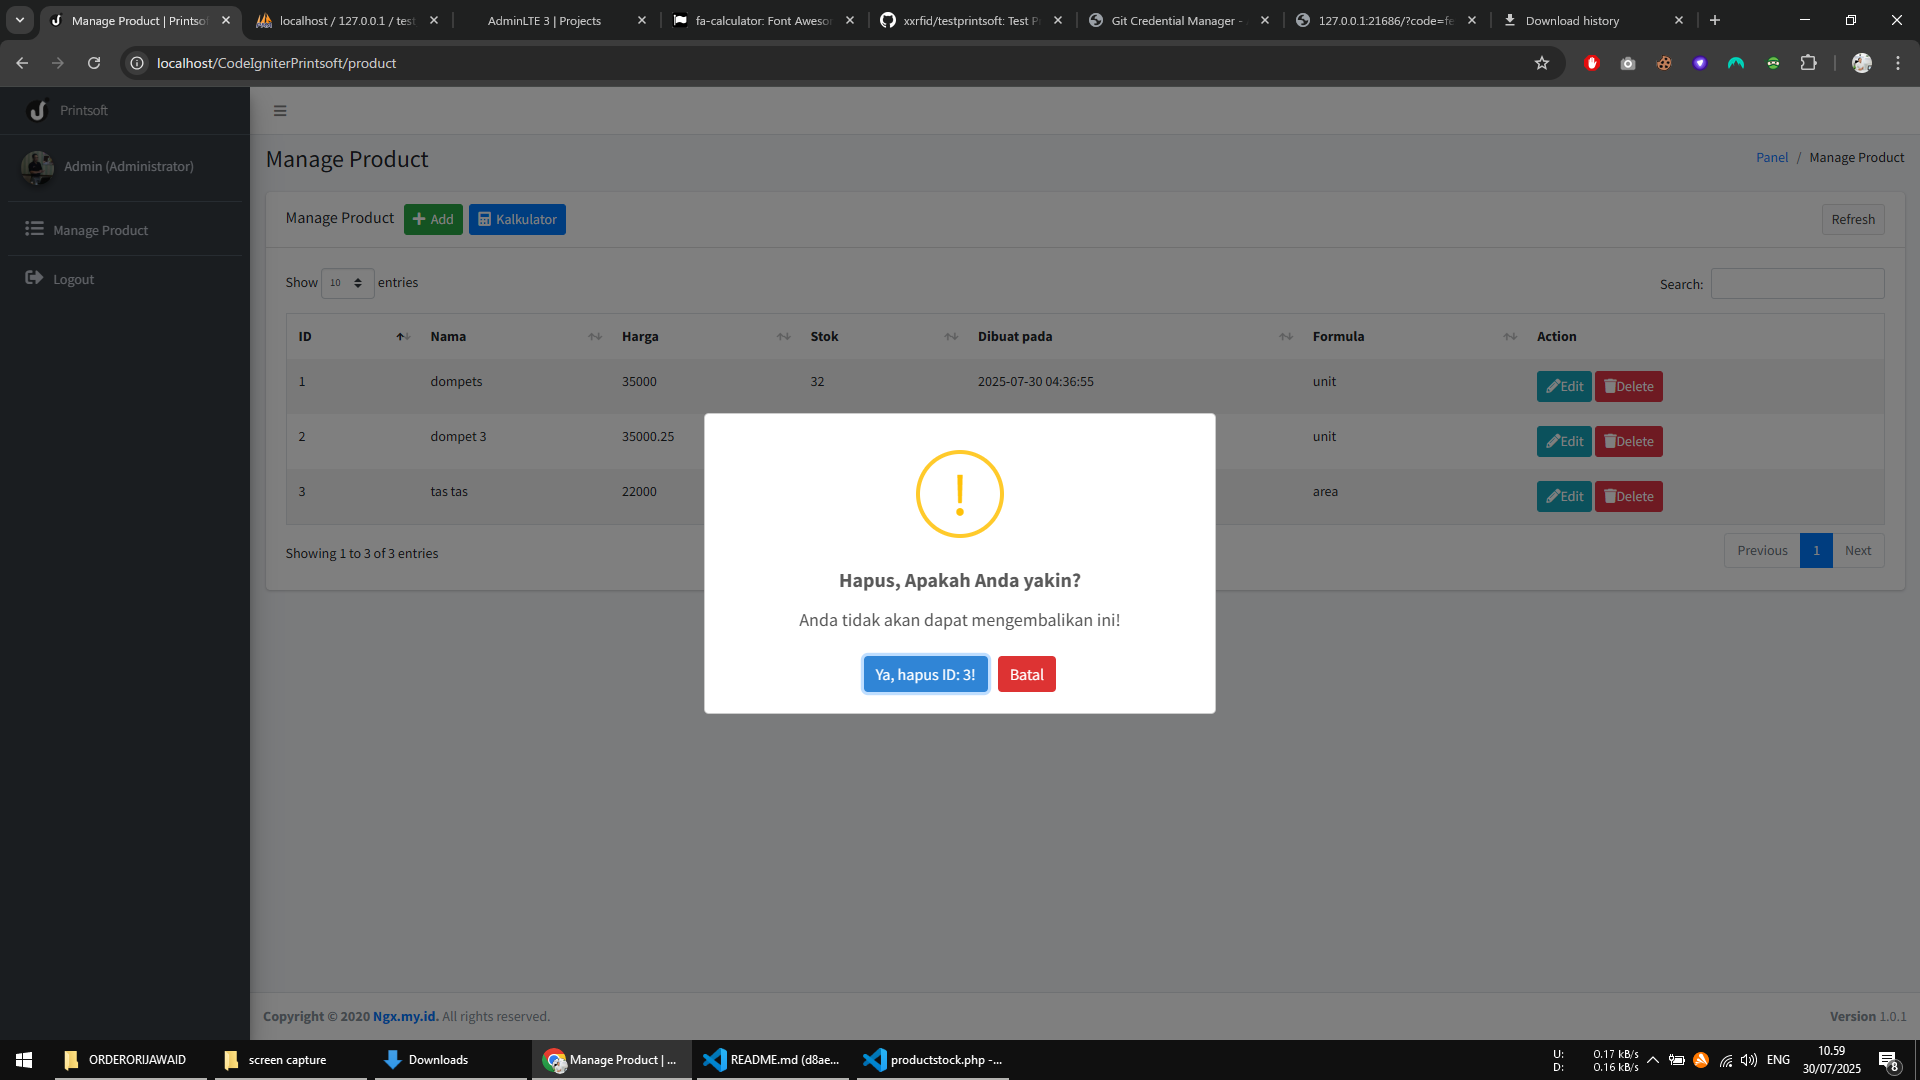 Manage Product | Printsof
localhost / 127.0.0.1 / test
AdminLTE 3 | Projects
fa-calculator: Font Aweso
xxrfid/testprintsoft: Test P
Git Credential Manager -
127.0.0.1:21686/?code=fe
Download history
localhost/CodeIgniterPrintsoft/product
Printsoft
Admin (Administrator)
Manage Product
Logout
Manage Product
Panel / Manage Product
Manage Product Add Kalkulator Refresh
Show 10 entries Search:
ID Nama Harga Stok Dibuat pada Formula Action
1 dompets 35000 32 2025-07-30 04:36:55 unit Edit Delete
2 dompet 3 35000.25 unit Edit Delete
3 tas tas 22000 area Edit Delete
Showing 1 to 3 of 3 entries Previous 1 Next
!
Hapus, Apakah Anda yakin?
Anda tidak akan dapat mengembalikan ini!
Ya, hapus ID: 3! Batal
Copyright © 2020 Ngx.my.id. All rights reserved. Version 1.0.1
ORDERORIJAWAID
screen capture
Downloads
Manage Product | ...
README.md (d8ae...
productstock.php -...
U: 0.17 kB/s
D: 0.16 kB/s
ENG
10.59
30/07/2025
8